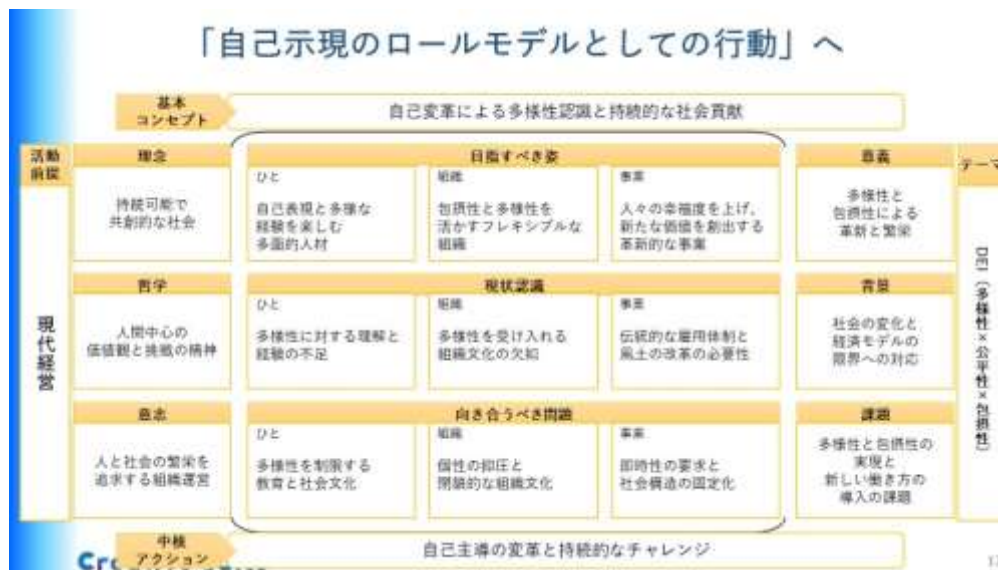 「自己示現のロールモデルとしての行動」へ
基本
コンセプト
自己変革による多様性認識と持続的な社会貢献
活動
前提
理念
目指すべき姿
意義
テーマ
持続可能で
共創的な社会
ひと
自己表現と多様な
経験を楽しむ
多面的人材
組織
包摂性と多様性を
活かすフレキシブルな
組織
事業
人々の幸福度を上げ、
新たな価値を創出する
革新的な事業
多様性と
包摂性による
革新と繁栄
現代経営
哲学
現状認識
背景
DEI（多様性×公平性×包摂性）
人間中心の
価値観と挑戦の精神
ひと
多様性に対する理解と
経験の不足
組織
多様性を受け入れる
組織文化の欠如
事業
伝統的な雇用体制と
風土の改革の必要性
社会の変化と
経済モデルの
限界への対応
意志
向き合うべき問題
課題
人と社会の繁栄を
追求する組織運営
ひと
多様性を制限する
教育と社会文化
組織
個性の抑圧と
閉鎖的な組織文化
事業
即時性の要求と
社会構造の固定化
多様性と包摂性の
実現と
新しい働き方の
導入の課題
中核
アクション
自己主導の変革と持続的なチャレンジ